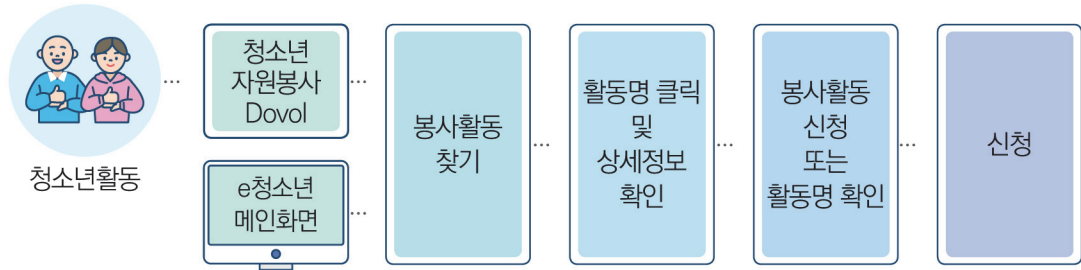 청소년활동
청소년
자원봉사
Dovol
e청소년
메인화면
봉사활동
찾기
활동명 클릭
및
상세정보
확인
봉사활동
신청
또는
활동명 확인
신청